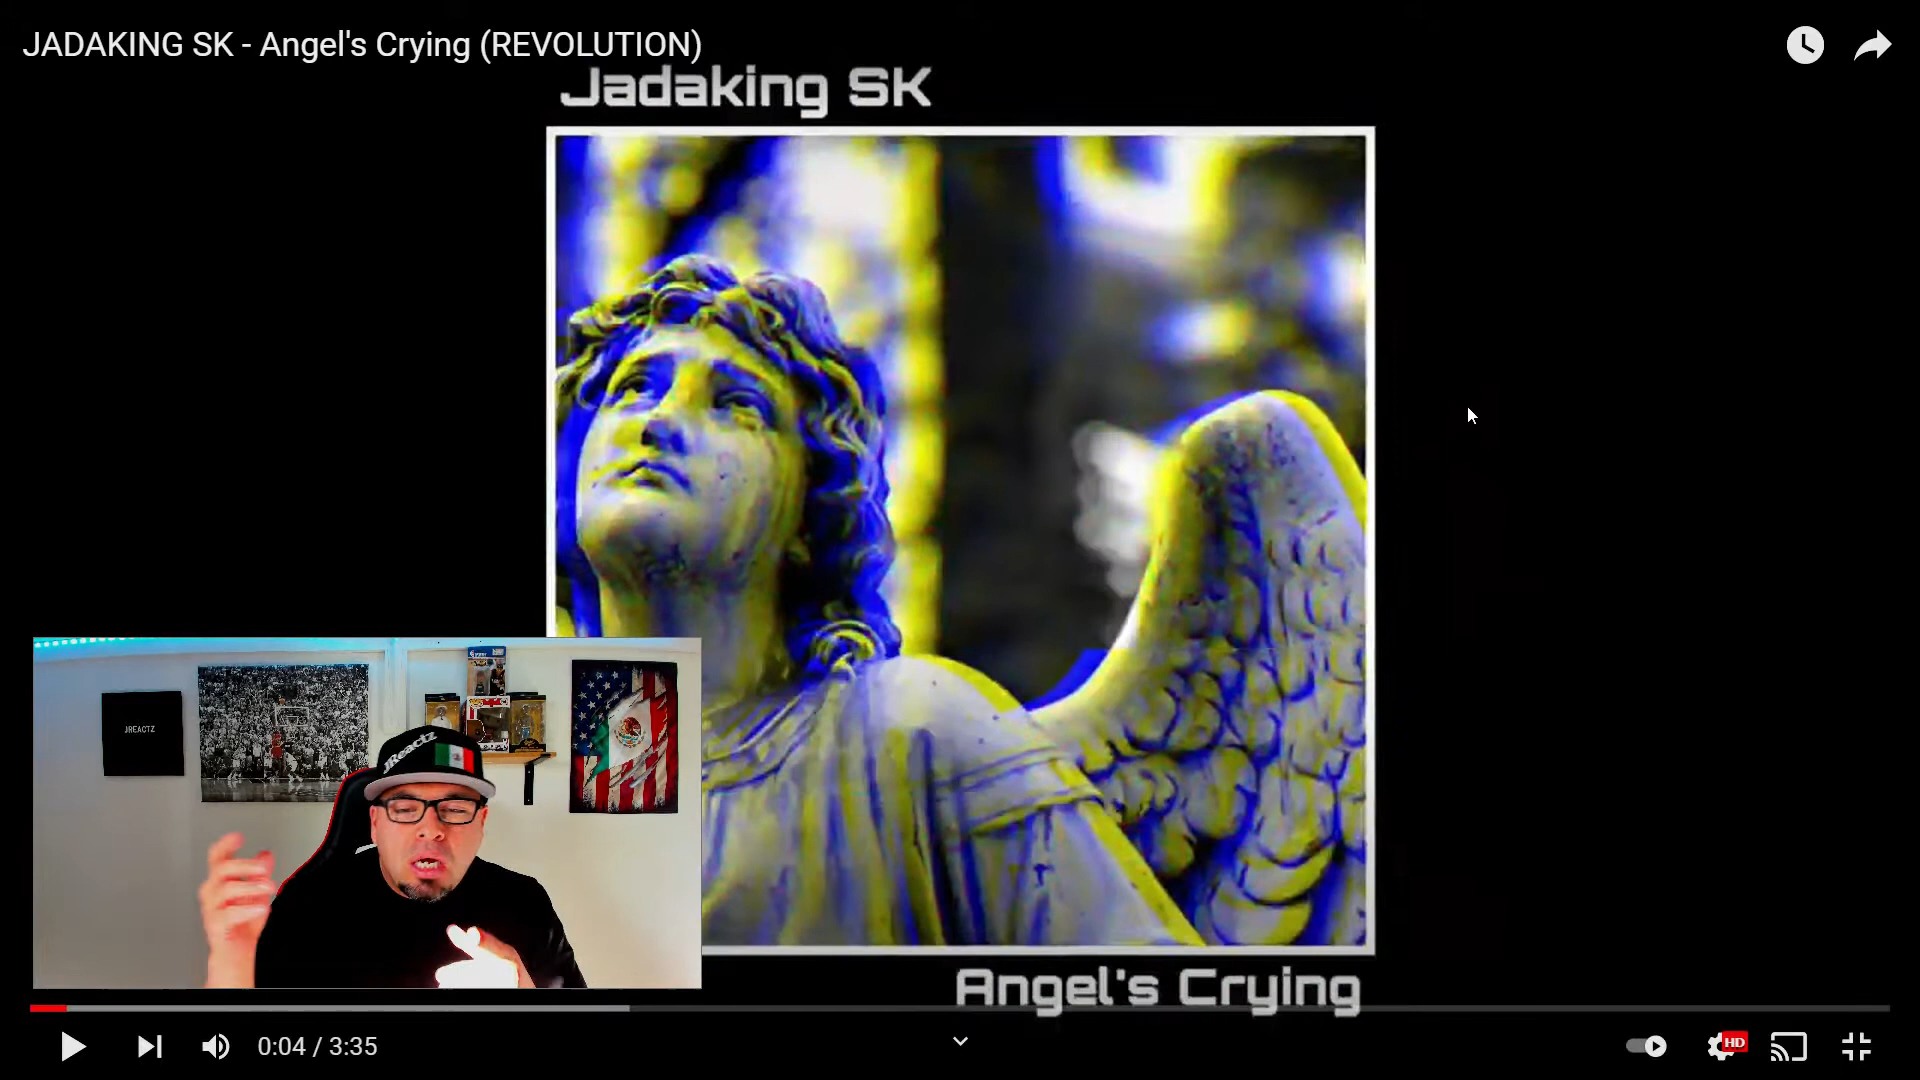 JADAKING SK - Angel's Crying (REVOLUTION)
Jadaking SK
JREACTZ
JReactz
Angel's Crying
0:04 / 3:35
HD